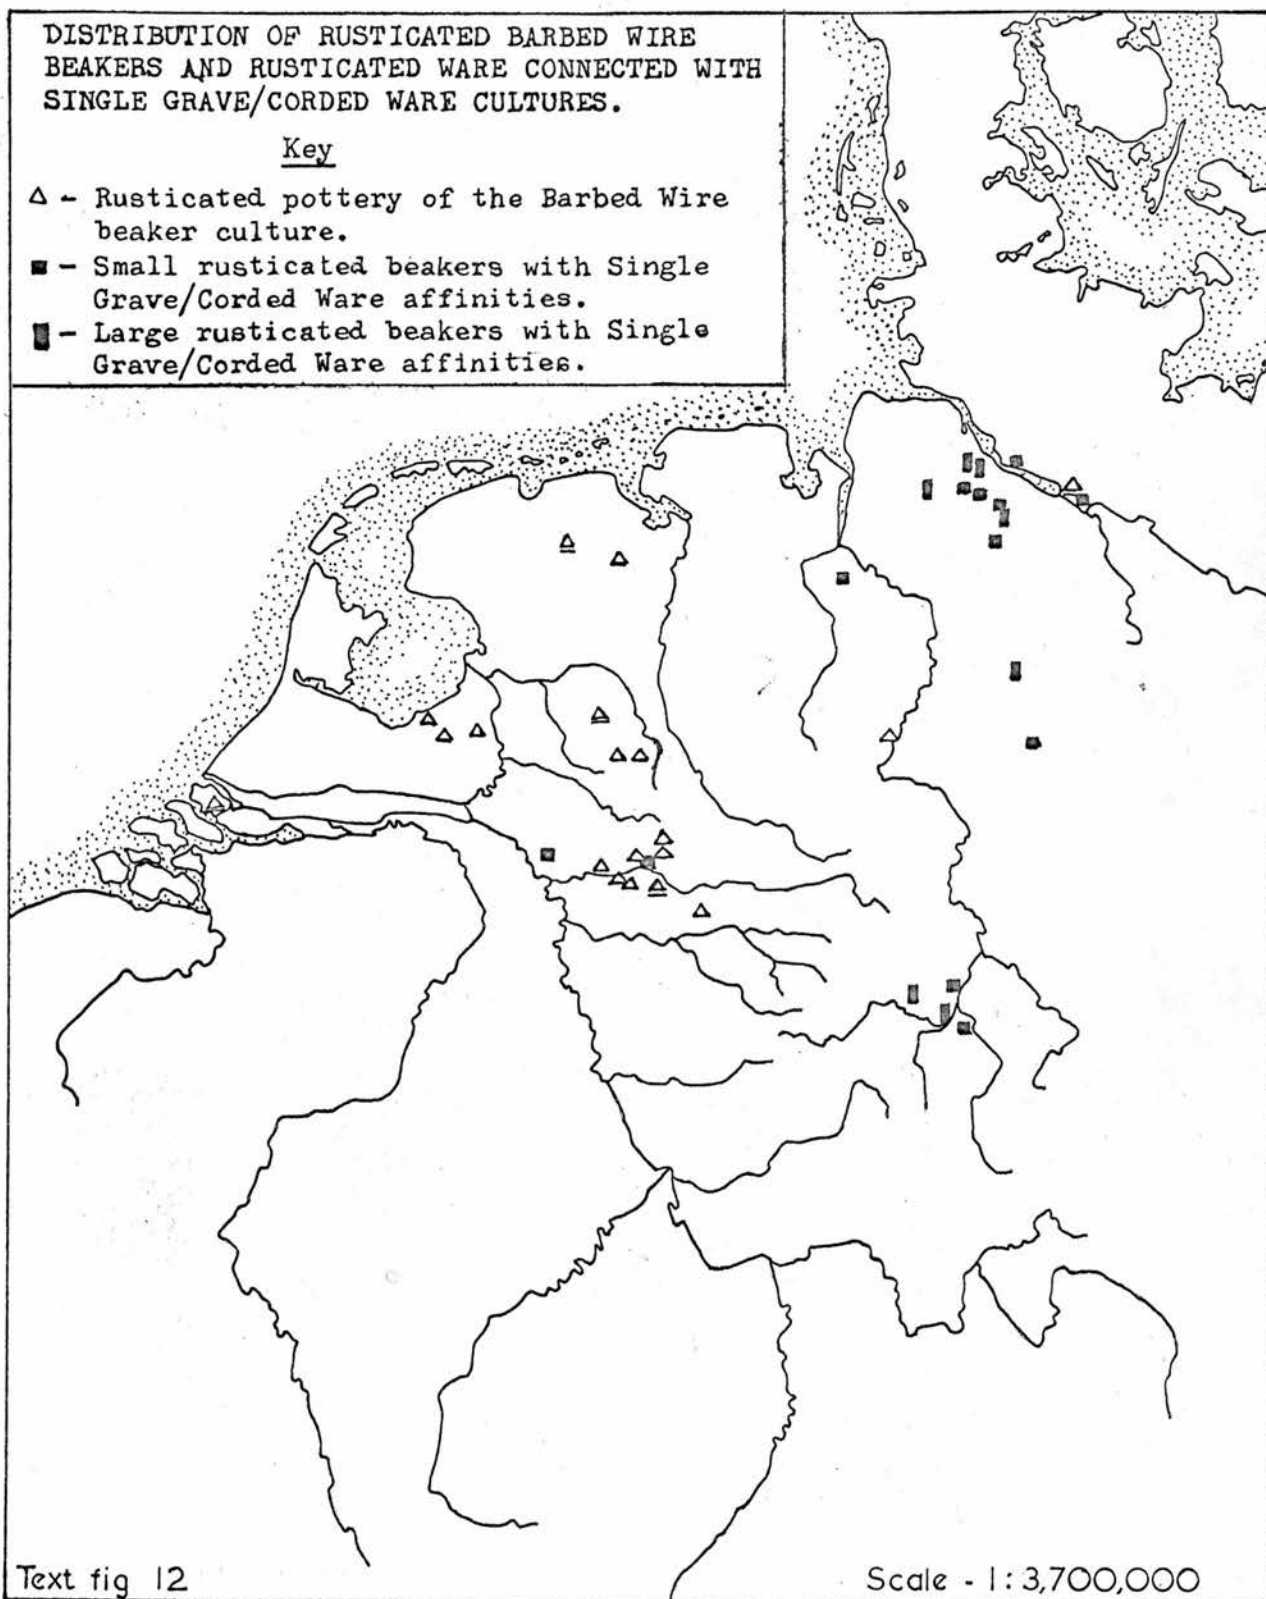 DISTRIBUTION OF RUSTICATED BARBED WIRE
BEAKERS AND RUSTICATED WARE CONNECTED WITH
SINGLE GRAVE/CORDED WARE CULTURES.
Key
△ - Rusticated pottery of the Barbed Wire
beaker culture.
■ - Small rusticated beakers with Single
Grave/Corded Ware affinities.
▮ - Large rusticated beakers with Single
Grave/Corded Ware affinities.
Text fig 12
Scale - 1:3,700,000